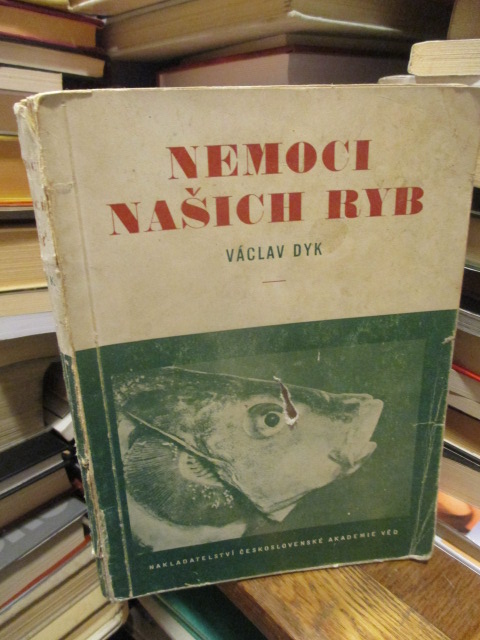 NEMOCI
NAŠICH RYB
VÁCLAV DYK
NAKLADATELSTVÍ ČESKOSLOVENSKÉ AKADEMIE VĚD